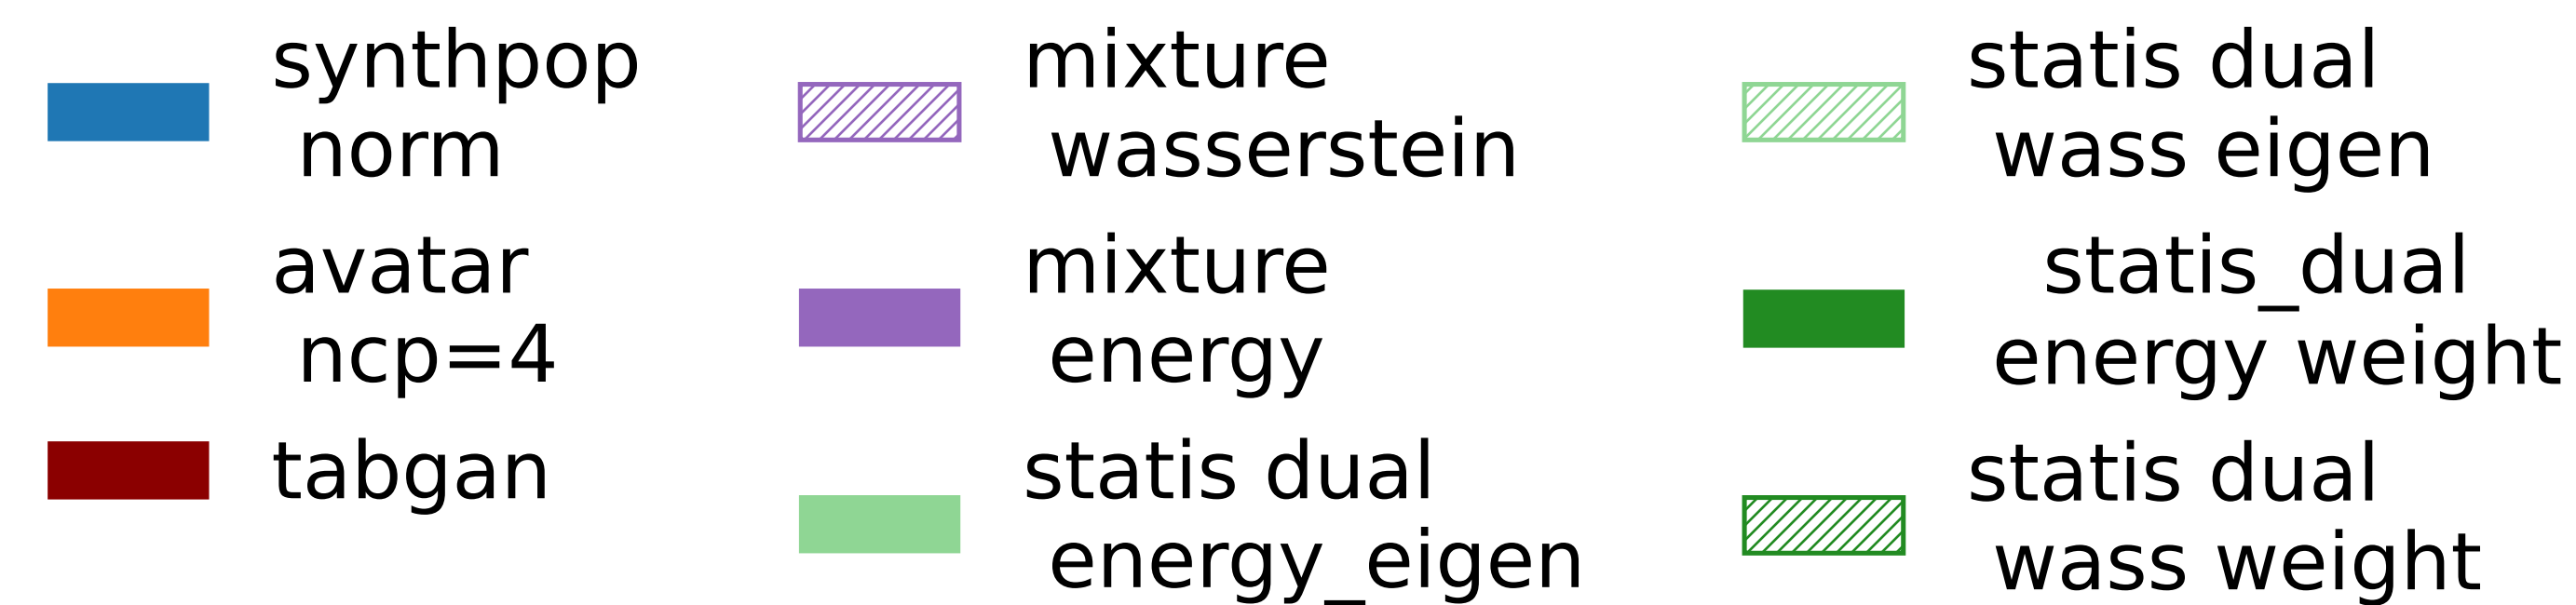 synthpop
norm
avatar
ncp=4
tabgan
mixture
wasserstein
mixture
energy
statis dual
energy_eigen
statis dual
wass eigen
statis_dual
energy weight
statis dual
wass weight